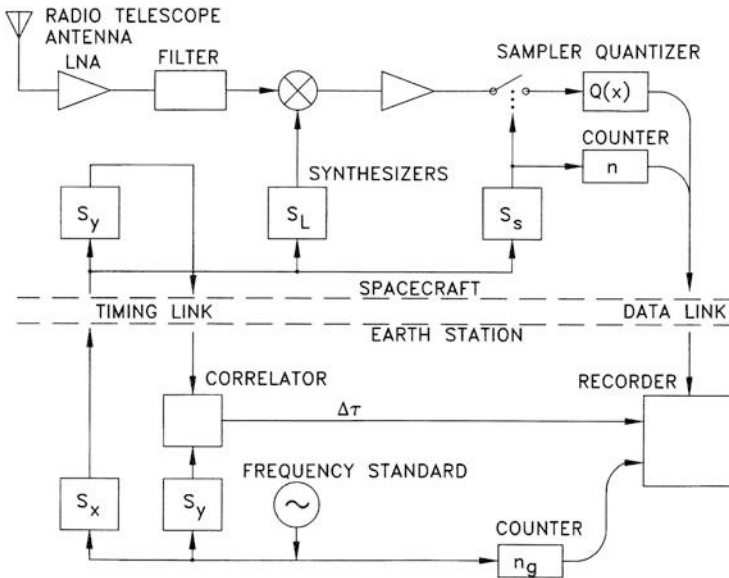 RADIO TELESCOPE
ANTENNA
LNA
FILTER
SAMPLER QUANTIZER
Q(x)
COUNTER
n
SYNTHESIZERS
Sy
SL
Ss
SPACECRAFT
TIMING LINK
DATA LINK
EARTH STATION
CORRELATOR
RECORDER
Δτ
FREQUENCY STANDARD
Sx
Sy
COUNTER
ng